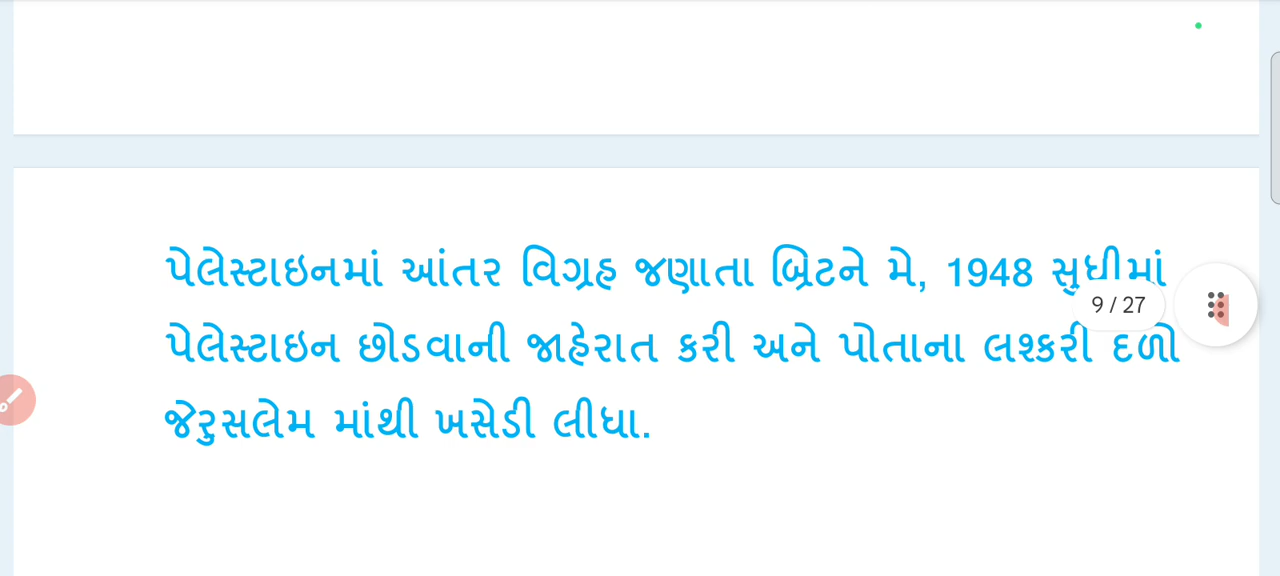 પેલેસ્ટાઇનમાં આંતર વિગ્રહ જણાતા બ્રિટને મે, 1948 સુધીમાં
9 / 27
પેલેસ્ટાઇન છોડવાની જાહેરાત કરી અને પોતાના લશ્કરી દળો
જેરુસલેમ માંથી ખસેડી લીધા.